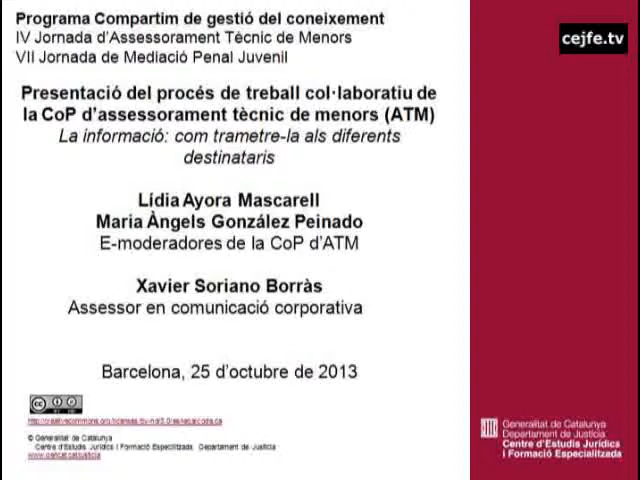 Programa Compartim de gestió del coneixement
IV Jornada d'Assessorament Tècnic de Menors
VII Jornada de Mediació Penal Juvenil
cejfe.tv
Presentació del procés de treball col·laboratiu de
la CoP d'assessorament tècnic de menors (ATM)
La informació: com trametre-la als diferents
destinataris
Lídia Ayora Mascarell
Maria Àngels González Peinado
E-moderadores de la CoP d'ATM
Xavier Soriano Borràs
Assessor en comunicació corporativa
Barcelona, 25 d'octubre de 2013
© Generalitat de Catalunya
Centre d'Estudis Jurídics i Formació Especialitzada. Departament de Justícia
www.gencat.cat/justicia
Generalitat de Catalunya
Departament de Justícia
Centre d'Estudis Jurídics
i Formació Especialitzada